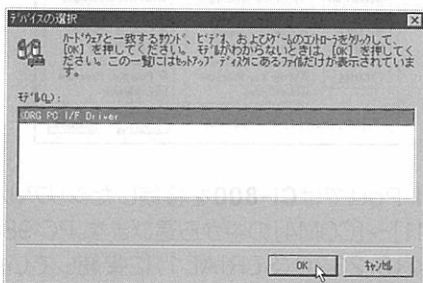 デバイスの選択
ハードウェアと一致するサウンド、ビデオ、およびゲームのコントローラをクリックして、
[OK] を押してください。 モデルがわからないときは、[OK] を押してく
ださい。この一覧にはセットアップ ディスクにあるファイルだけが表示されていま
す。
モデル(L):
KORG PC I/F Driver
OK
キャンセル